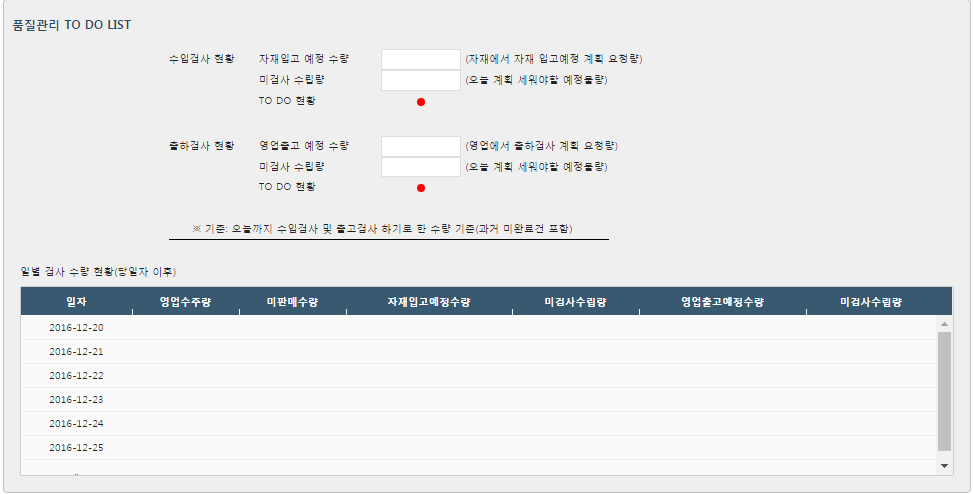 품질관리 TO DO LIST
수입검사 현황 자재입고 예정 수량 (자재에서 자재 입고예정 계획 요청량)
미검사 수립량 (오늘 계획 세워야할 예정물량)
TO DO 현황
출하검사 현황 영업출고 예정 수량 (영업에서 출하검사 계획 요청량)
미검사 수립량 (오늘 계획 세워야할 예정물량)
TO DO 현황
※ 기준: 오늘까지 수입검사 및 출고검사 하기로 한 수량 기준(과거 미완료건 포함)
일별 검사 수량 현황(당일자 이후)
일자 영업수주량 미판매수량 자재입고예정수량 미검사수립량 영업출고예정수량 미검사수립량
2016-12-20
2016-12-21
2016-12-22
2016-12-23
2016-12-24
2016-12-25